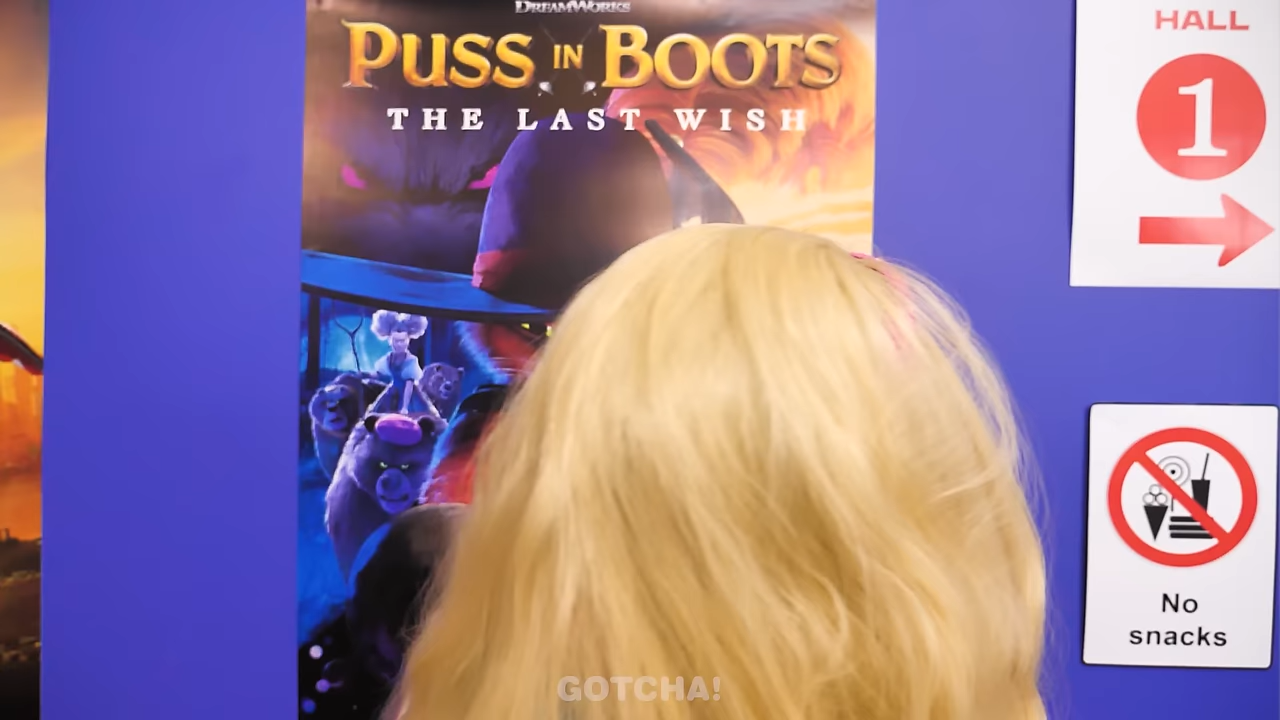 DREAMWORKS
PUSS IN BOOTS
THE LAST WISH
HALL
1
No
snacks
GOTCHA!